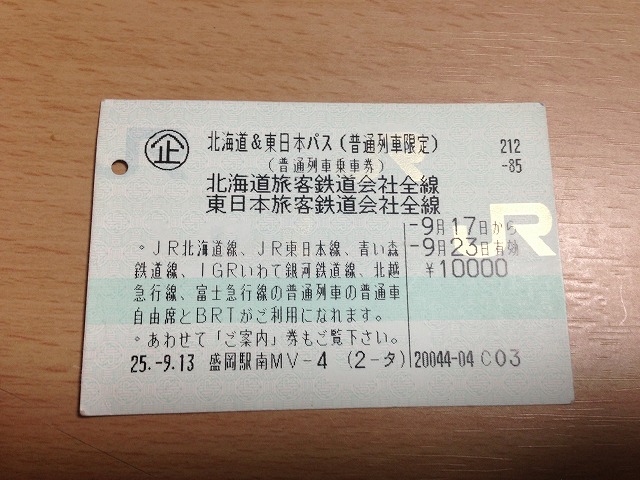 企 北海道&東日本パス(普通列車限定) 212
(普通列車乗車券) -85
北海道旅客鉄道会社全線
東日本旅客鉄道会社全線
-9月17日から
-9月23日有効
¥10000
。JR北海道線、JR東日本線、青い森
鉄道線、IGRいわて銀河鉄道線、北越
急行線、富士急行線の普通列車の普通車
自由席とBRTがご利用になれます。
。あわせて「ご案内」券もご覧下さい。
25.-9.13 盛岡駅南MV-4 (2-タ) 20044-04 C03